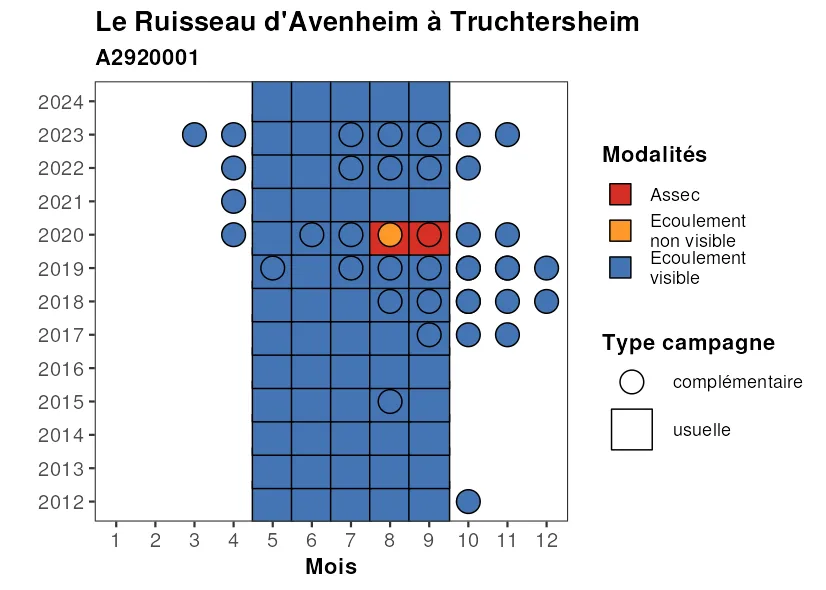 Le Ruisseau d'Avenheim à Truchtersheim
A2920001
2024
2023
2022
2021
2020
2019
2018
2017
2016
2015
2014
2013
2012
1 2 3 4 5 6 7 8 9 10 11 12
Mois
Modalités
Assec
Ecoulement
non visible
Ecoulement
visible
Type campagne
complémentaire
usuelle